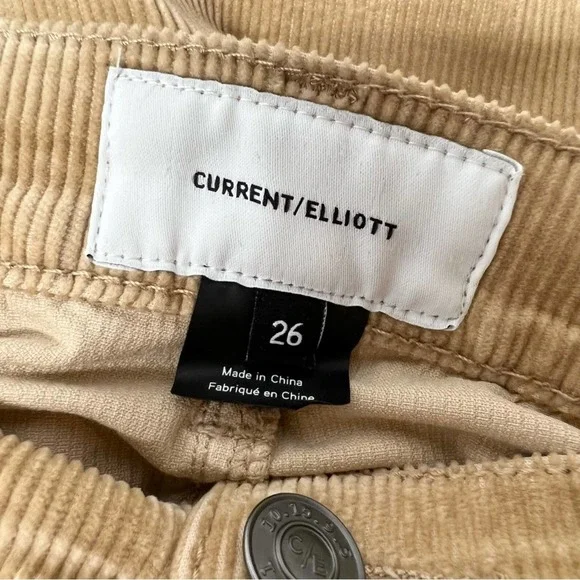 CURRENT/ELLIOTT
26
Made in China
Fabriqué en Chine
C/E